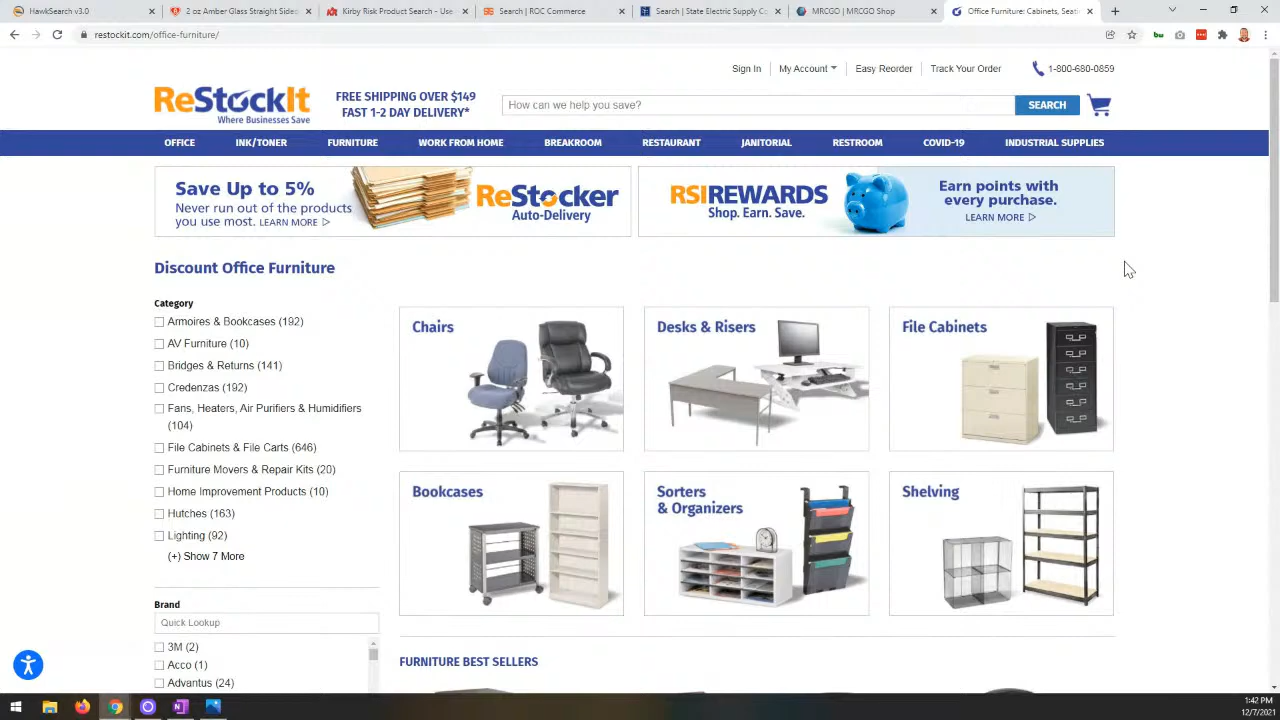 HawkSearch v3.0
2 oz Amber Glass Straight Sided
Kirby Risk Product Search - Use
Search | ROC Commerce
Search | State Electric Supply Co
MRCGO | MRCGO Shop
Office Furniture: Cabinets, Seati
restockit.com/office-furniture/
Sign In
My Account
Easy Reorder
Track Your Order
1-800-680-0859
ReStockIt
Where Businesses Save
FREE SHIPPING OVER $149
FAST 1-2 DAY DELIVERY*
How can we help you save?
SEARCH
OFFICE
INK/TONER
FURNITURE
WORK FROM HOME
BREAKROOM
RESTAURANT
JANITORIAL
RESTROOM
COVID-19
INDUSTRIAL SUPPLIES
Save Up to 5%
Never run out of the products
you use most. LEARN MORE
ReStocker
Auto-Delivery
RSIREWARDS
Shop. Earn. Save.
Earn points with
every purchase.
LEARN MORE
Discount Office Furniture
Category
Armoires & Bookcases (192)
AV Furniture (10)
Bridges & Returns (141)
Credenzas (192)
Fans, Heaters, Air Purifiers & Humidifiers
(104)
File Cabinets & File Carts (646)
Furniture Movers & Repair Kits (20)
Home Improvement Products (10)
Hutches (163)
Lighting (92)
(+) Show 7 More
Brand
Quick Lookup
3M (2)
Acco (1)
Advantus (24)
Chairs
Desks & Risers
File Cabinets
Bookcases
Sorters
& Organizers
Shelving
FURNITURE BEST SELLERS
1:42 PM
12/7/2021